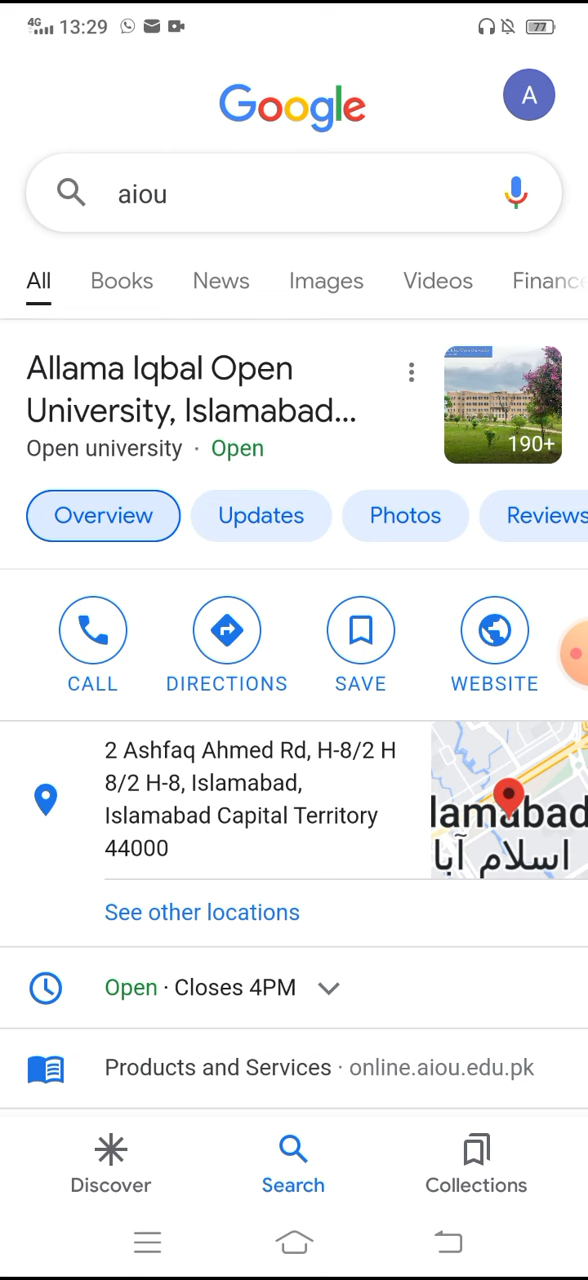 4G 13:29 77
Google
A
aiou
All Books News Images Videos Financ
Allama Iqbal Open
University, Islamabad...
Open university · Open
190+
Overview Updates Photos Reviews
CALL DIRECTIONS SAVE WEBSITE
2 Ashfaq Ahmed Rd, H-8/2 H
8/2 H-8, Islamabad,
Islamabad Capital Territory
44000
lamabad
اسلام آبا
See other locations
Open · Closes 4PM
Products and Services · online.aiou.edu.pk
Discover Search Collections